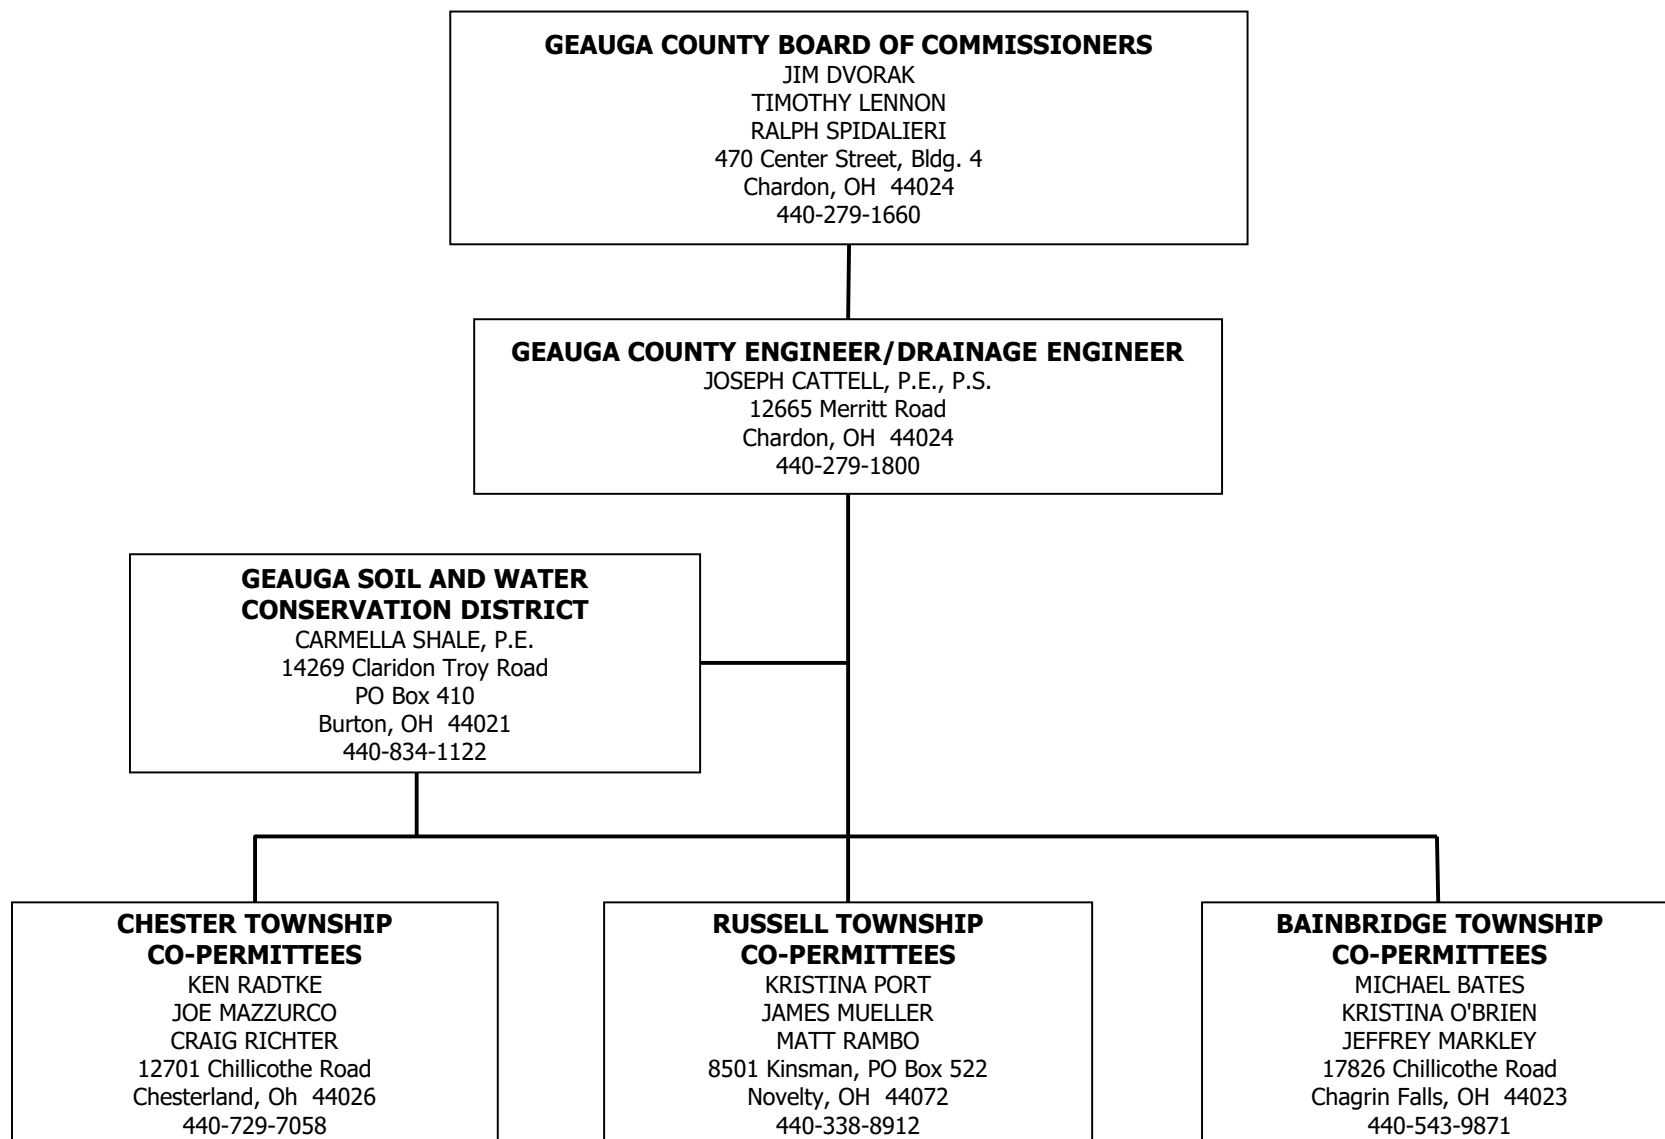 GEAUGA COUNTY BOARD OF COMMISSIONERS
JIM DVORAK
TIMOTHY LENNON
RALPH SPIDALIERI
470 Center Street, Bldg. 4
Chardon, OH  44024
440-279-1660
GEAUGA COUNTY ENGINEER/DRAINAGE ENGINEER
JOSEPH CATTELL, P.E., P.S.
12665 Merritt Road
Chardon, OH  44024
440-279-1800
GEAUGA SOIL AND WATER
CONSERVATION DISTRICT
CARMELLA SHALE, P.E.
14269 Claridon Troy Road
PO Box 410
Burton, OH  44021
440-834-1122
CHESTER TOWNSHIP
CO-PERMITTEES
KEN RADTKE
JOE MAZZURCO
CRAIG RICHTER
12701 Chillicothe Road
Chesterland, Oh  44026
440-729-7058
RUSSELL TOWNSHIP
CO-PERMITTEES
KRISTINA PORT
JAMES MUELLER
MATT RAMBO
8501 Kinsman, PO Box 522
Novelty, OH  44072
440-338-8912
BAINBRIDGE TOWNSHIP
CO-PERMITTEES
MICHAEL BATES
KRISTINA O'BRIEN
JEFFREY MARKLEY
17826 Chillicothe Road
Chagrin Falls, OH  44023
440-543-9871